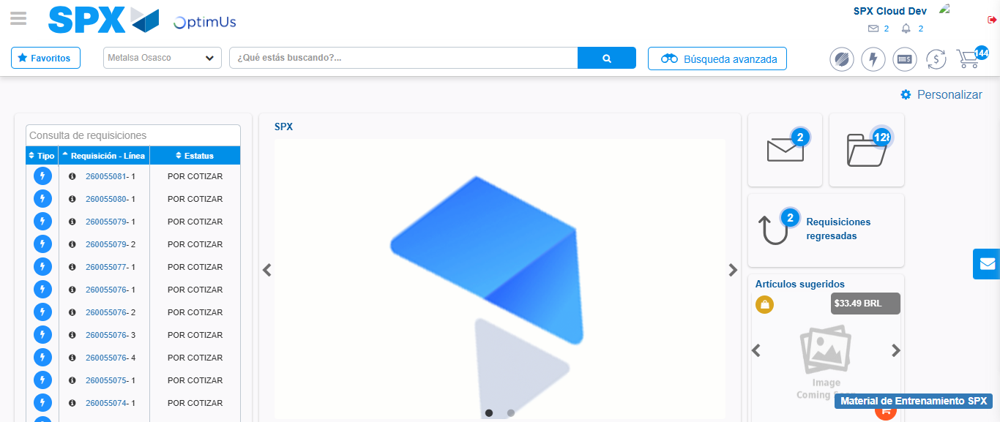 SPX
OptimUs
SPX Cloud Dev
2
2
Favoritos
Metalsa Osasco
¿Qué estás buscando?...
Búsqueda avanzada
144
Personalizar
Consulta de requisiciones
Tipo
Requisición - Línea
Estatus
260055081- 1 POR COTIZAR
260055080- 1 POR COTIZAR
260055079- 1 POR COTIZAR
260055079- 2 POR COTIZAR
260055077- 1 POR COTIZAR
260055076- 1 POR COTIZAR
260055076- 2 POR COTIZAR
260055076- 3 POR COTIZAR
260055076- 4 POR COTIZAR
260055075- 1 POR COTIZAR
260055074- 1 POR COTIZAR
SPX
2
2
Requisiciones
regresadas
Artículos sugeridos
$33.49 BRL
Image
Coming
Material de Entrenamiento SPX